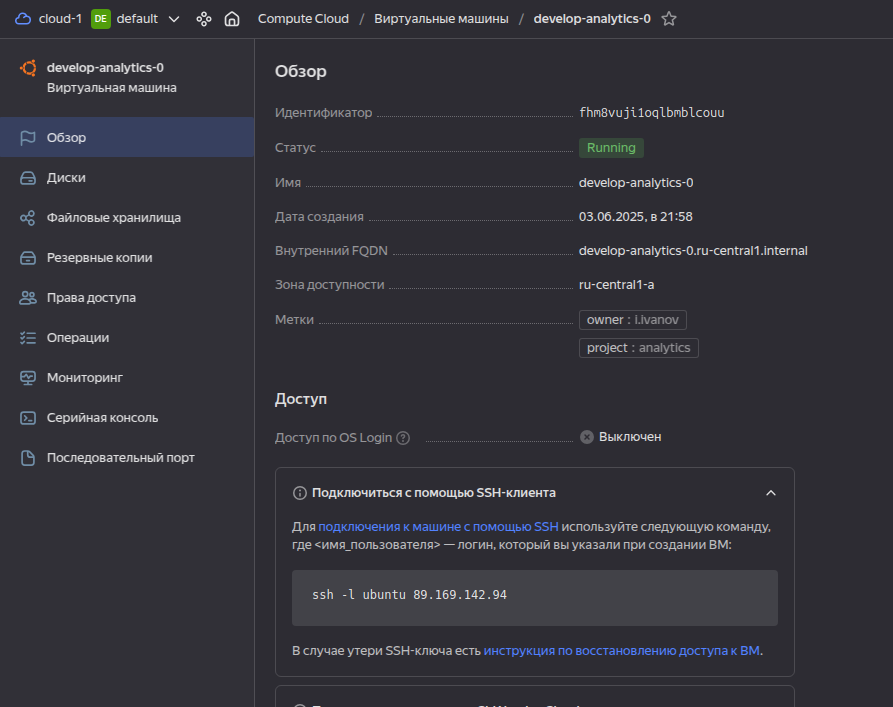 cloud-1 DE default Compute Cloud / Виртуальные машины / develop-analytics-0
develop-analytics-0
Виртуальная машина
Обзор
Диски
Файловые хранилища
Резервные копии
Права доступа
Операции
Мониторинг
Серийная консоль
Последовательный порт
Обзор
Идентификатор fhm8vuji1oqlbmblcouu
Статус Running
Имя develop-analytics-0
Дата создания 03.06.2025, в 21:58
Внутренний FQDN develop-analytics-0.ru-central1.internal
Зона доступности ru-central1-a
Метки owner : i.ivanov
project : analytics
Доступ
Доступ по OS Login Выключен
Подключиться с помощью SSH-клиента
Для подключения к машине с помощью SSH используйте следующую команду,
где <имя_пользователя> — логин, который вы указали при создании ВМ:
ssh -l ubuntu 89.169.142.94
В случае утери SSH-ключа есть инструкция по восстановлению доступа к ВМ.